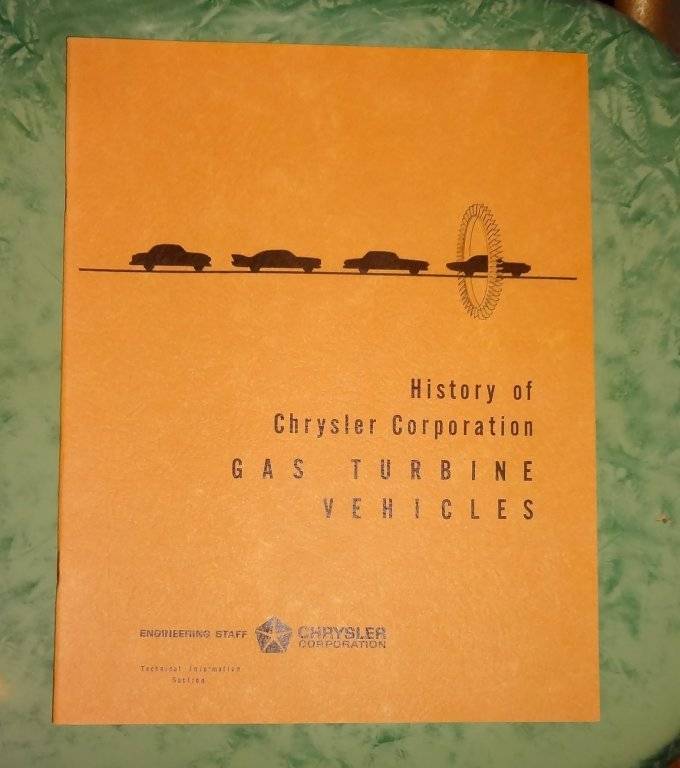 History of
Chrysler Corporation
GAS TURBINE
VEHICLES
ENGINEERING STAFF
CHRYSLER
CORPORATION
Technical Information
Section